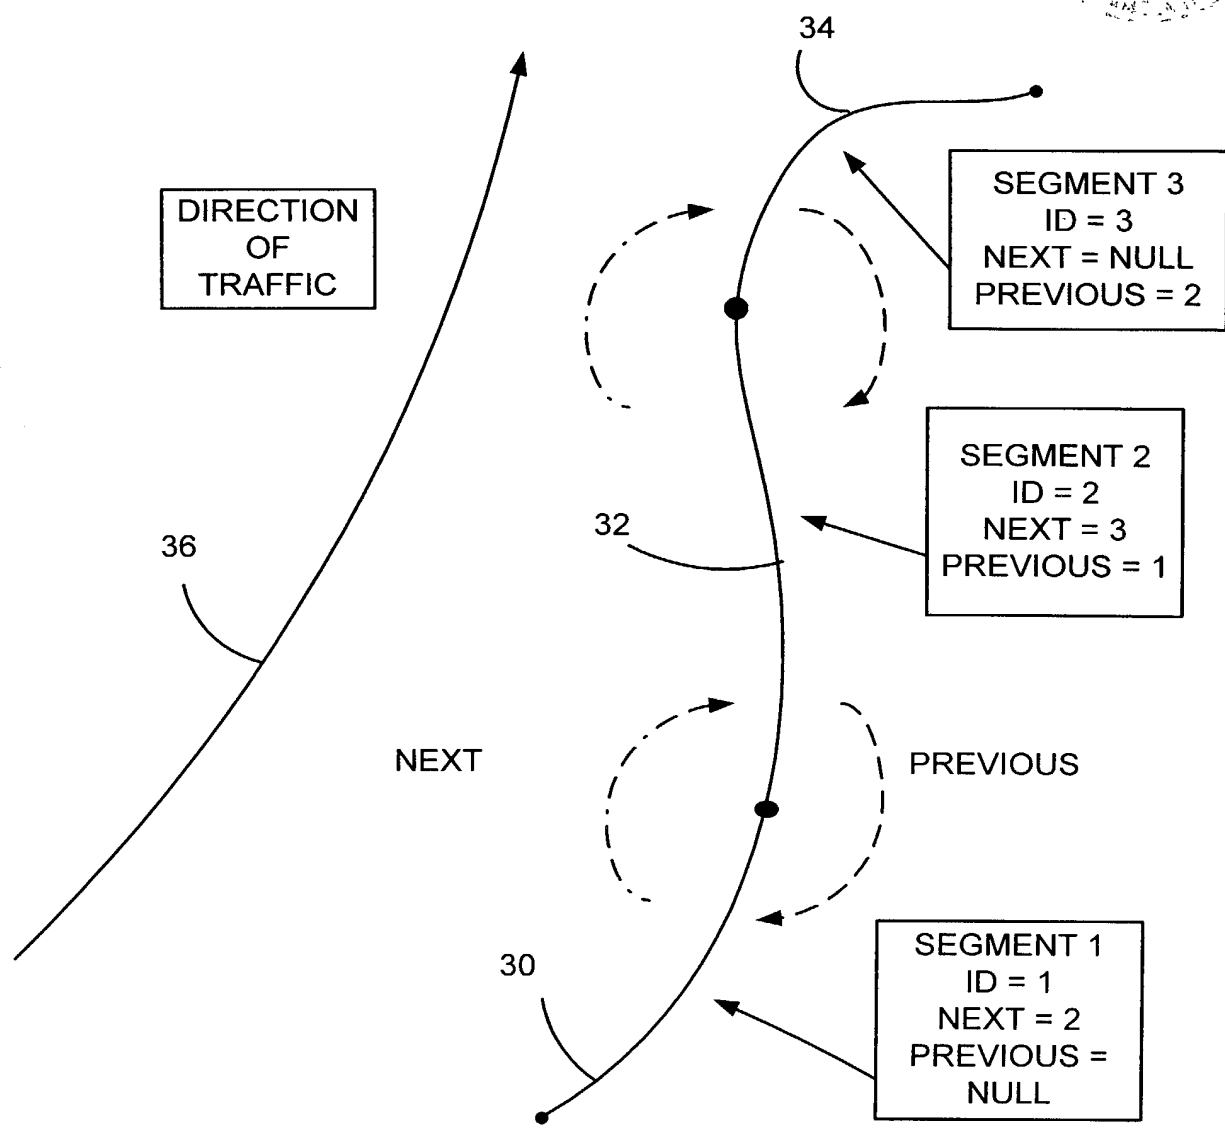 34
DIRECTION
OF
TRAFFIC
SEGMENT 3
ID = 3
NEXT = NULL
PREVIOUS = 2
SEGMENT 2
ID = 2
NEXT = 3
PREVIOUS = 1
32
36
NEXT
PREVIOUS
30
SEGMENT 1
ID = 1
NEXT = 2
PREVIOUS =
NULL